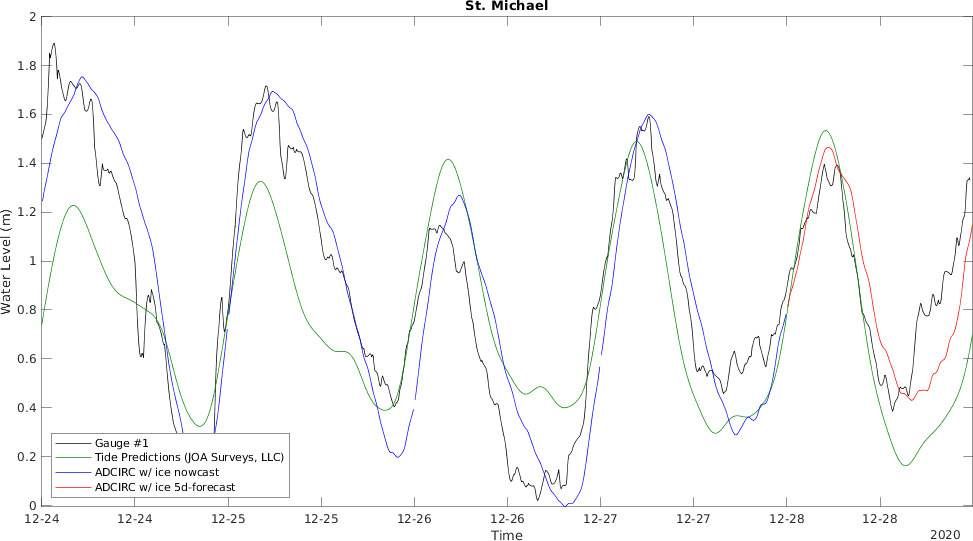 St. Michael
2
1.8
1.6
1.4
1.2
1
0.8
0.6
0.4
0.2
0
Water Level (m)
Gauge #1
Tide Predictions (JOA Surveys, LLC)
ADCIRC w/ ice nowcast
ADCIRC w/ ice 5d-forecast
12-24 12-24 12-25 12-25 12-26 12-26 12-27 12-27 12-28 12-28
Time
2020